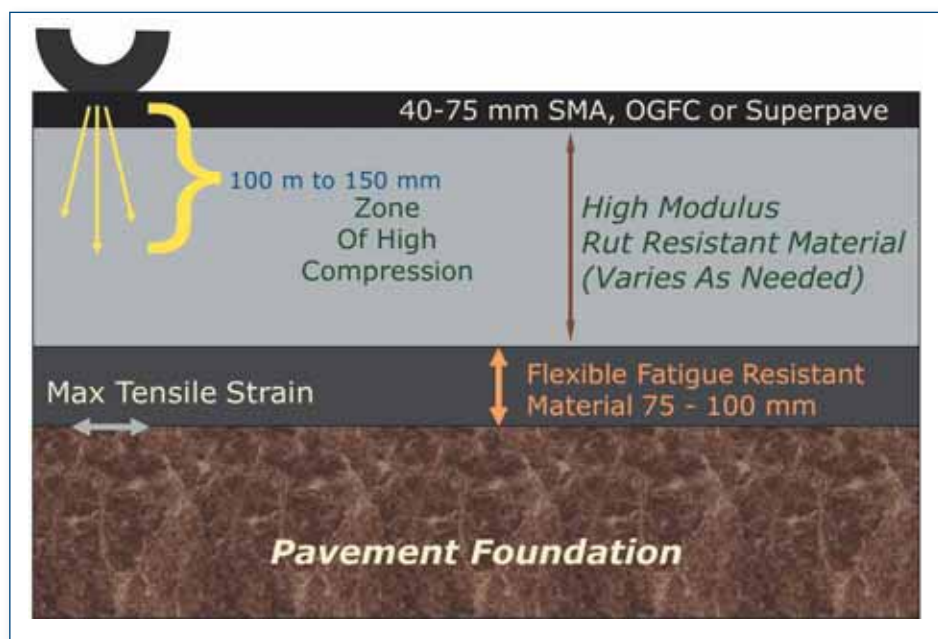 40-75 mm SMA, OGFC or Superpave
100 m to 150 mm
Zone
Of High
Compression
High Modulus
Rut Resistant Material
(Varies As Needed)
Max Tensile Strain
Flexible Fatigue Resistant
Material 75 - 100 mm
Pavement Foundation